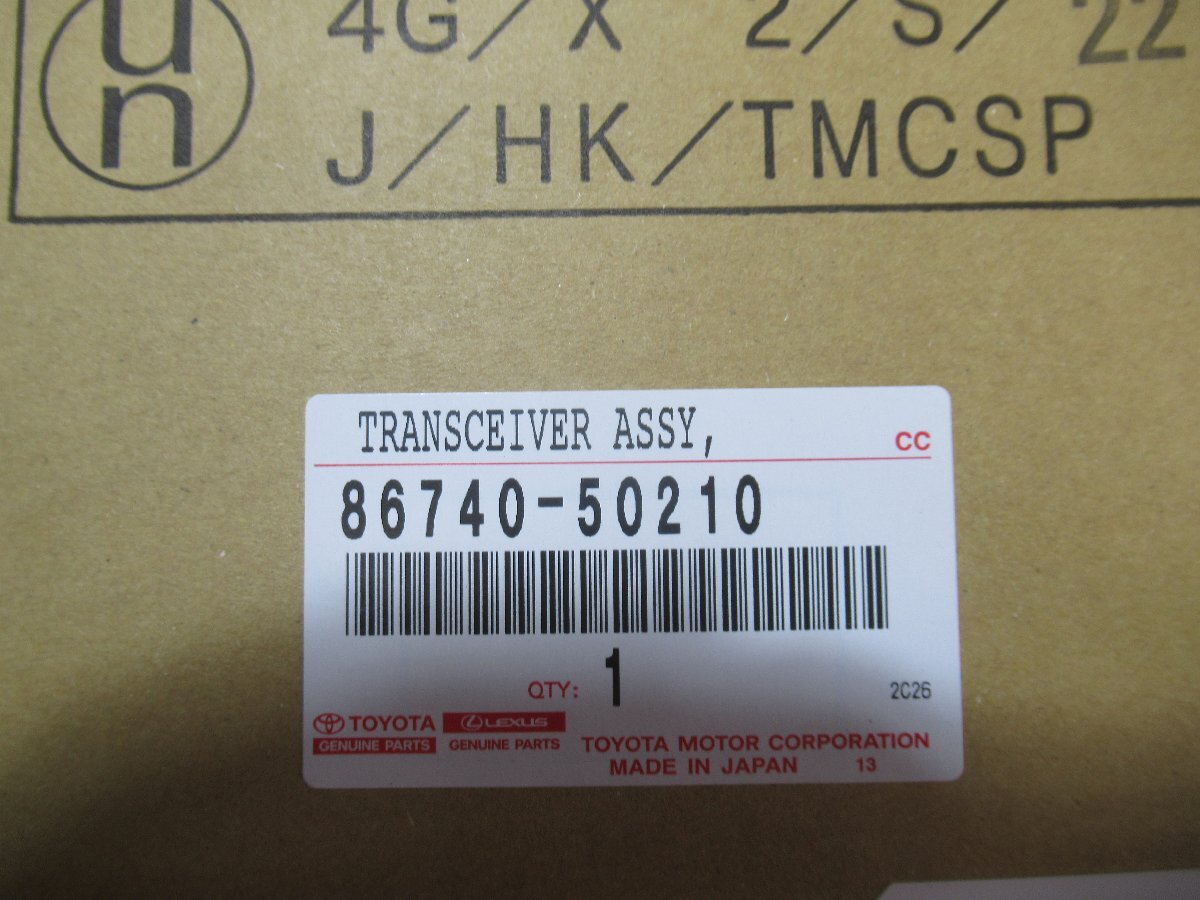 un
4G/X 2/S/22
J/HK/TMCSP
TRANSCEIVER ASSY,
CC
86740-50210
QTY: 1
2C26
TOYOTA
GENUINE PARTS
LEXUS
GENUINE PARTS
TOYOTA MOTOR CORPORATION
MADE IN JAPAN 13